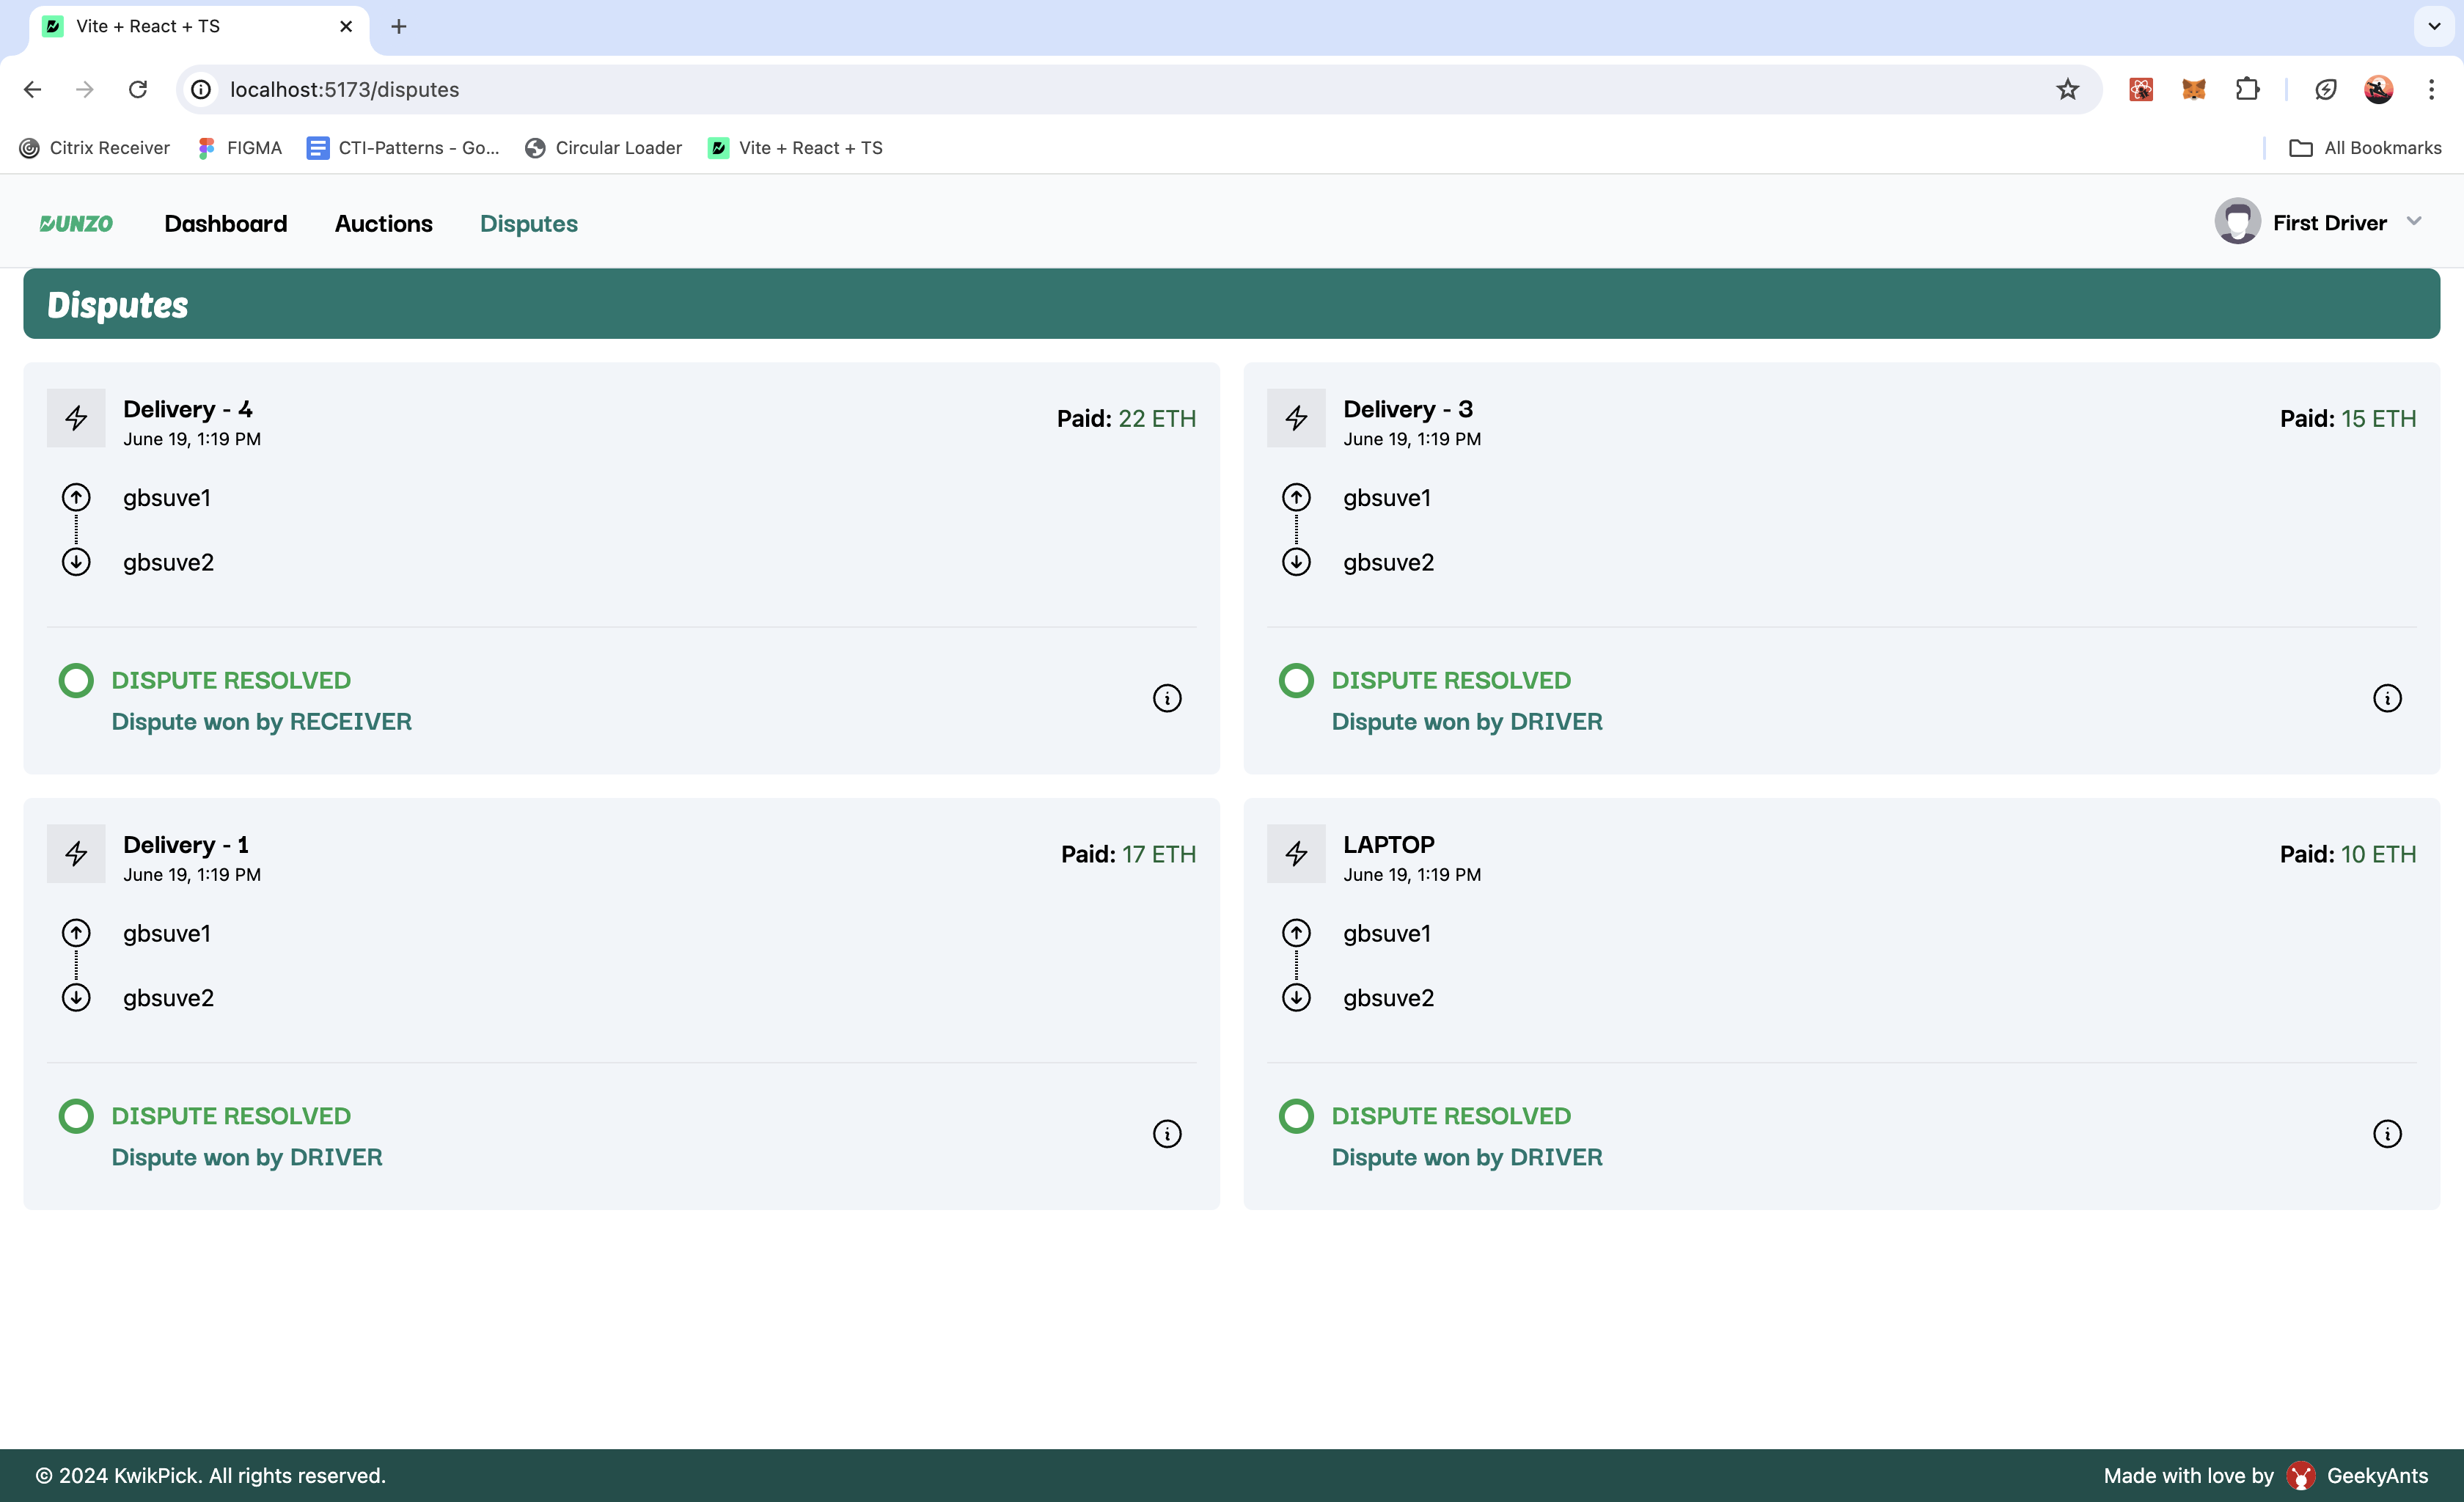 Vite + React + TS
localhost:5173/disputes
Citrix Receiver FIGMA CTI-Patterns - Go... Circular Loader Vite + React + TS All Bookmarks
DUNZO Dashboard Auctions Disputes First Driver
Disputes
Delivery - 4
June 19, 1:19 PM
Paid: 22 ETH
gbsuve1
gbsuve2
DISPUTE RESOLVED
Dispute won by RECEIVER
Delivery - 3
June 19, 1:19 PM
Paid: 15 ETH
gbsuve1
gbsuve2
DISPUTE RESOLVED
Dispute won by DRIVER
Delivery - 1
June 19, 1:19 PM
Paid: 17 ETH
gbsuve1
gbsuve2
DISPUTE RESOLVED
Dispute won by DRIVER
LAPTOP
June 19, 1:19 PM
Paid: 10 ETH
gbsuve1
gbsuve2
DISPUTE RESOLVED
Dispute won by DRIVER
© 2024 KwikPick. All rights reserved. Made with love by GeekyAnts